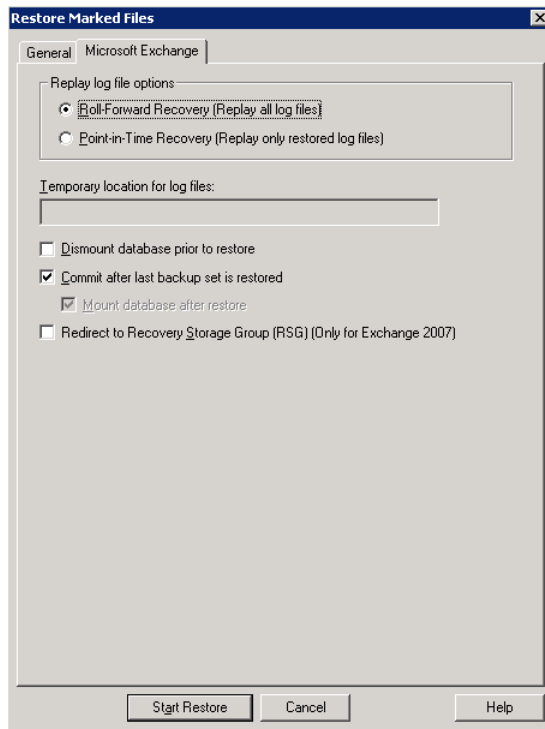 Restore Marked Files
General
Microsoft Exchange
Replay log file options
Roll-Forward Recovery (Replay all log files)
Point-in-Time Recovery (Replay only restored log files)
Temporary location for log files:
Dismount database prior to restore
Commit after last backup set is restored
Mount database after restore
Redirect to Recovery Storage Group (RSG) (Only for Exchange 2007)
Start Restore
Cancel
Help